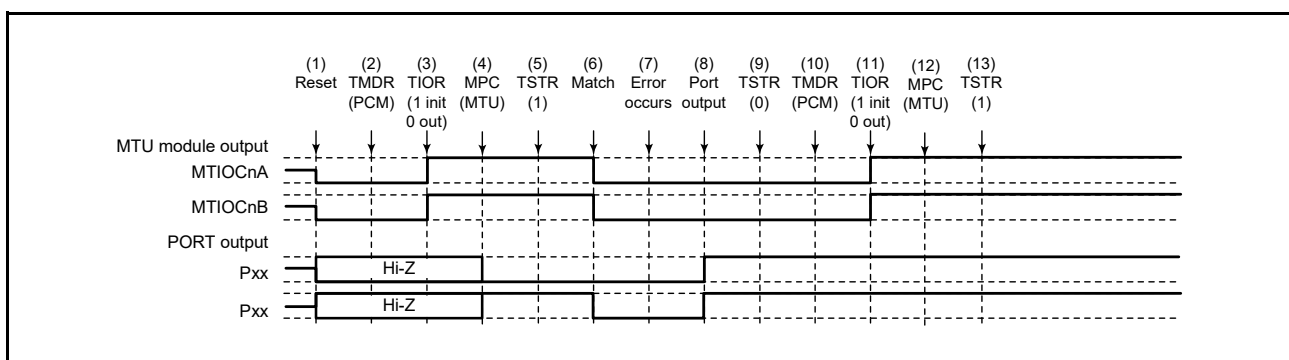 (1) (2) (3) (4) (5) (6) (7) (8) (9) (10) (11) (12) (13)
Reset TMDR TIOR MPC TSTR Match Error Port TSTR TMDR TIOR MPC TSTR
(PCM) (1 init (MTU) (1) occurs output (0) (PCM) (1 init (MTU) (1)
0 out) 0 out)
MTU module output
MTIOCnA
MTIOCnB
PORT output
Pxx Hi-Z
Pxx Hi-Z